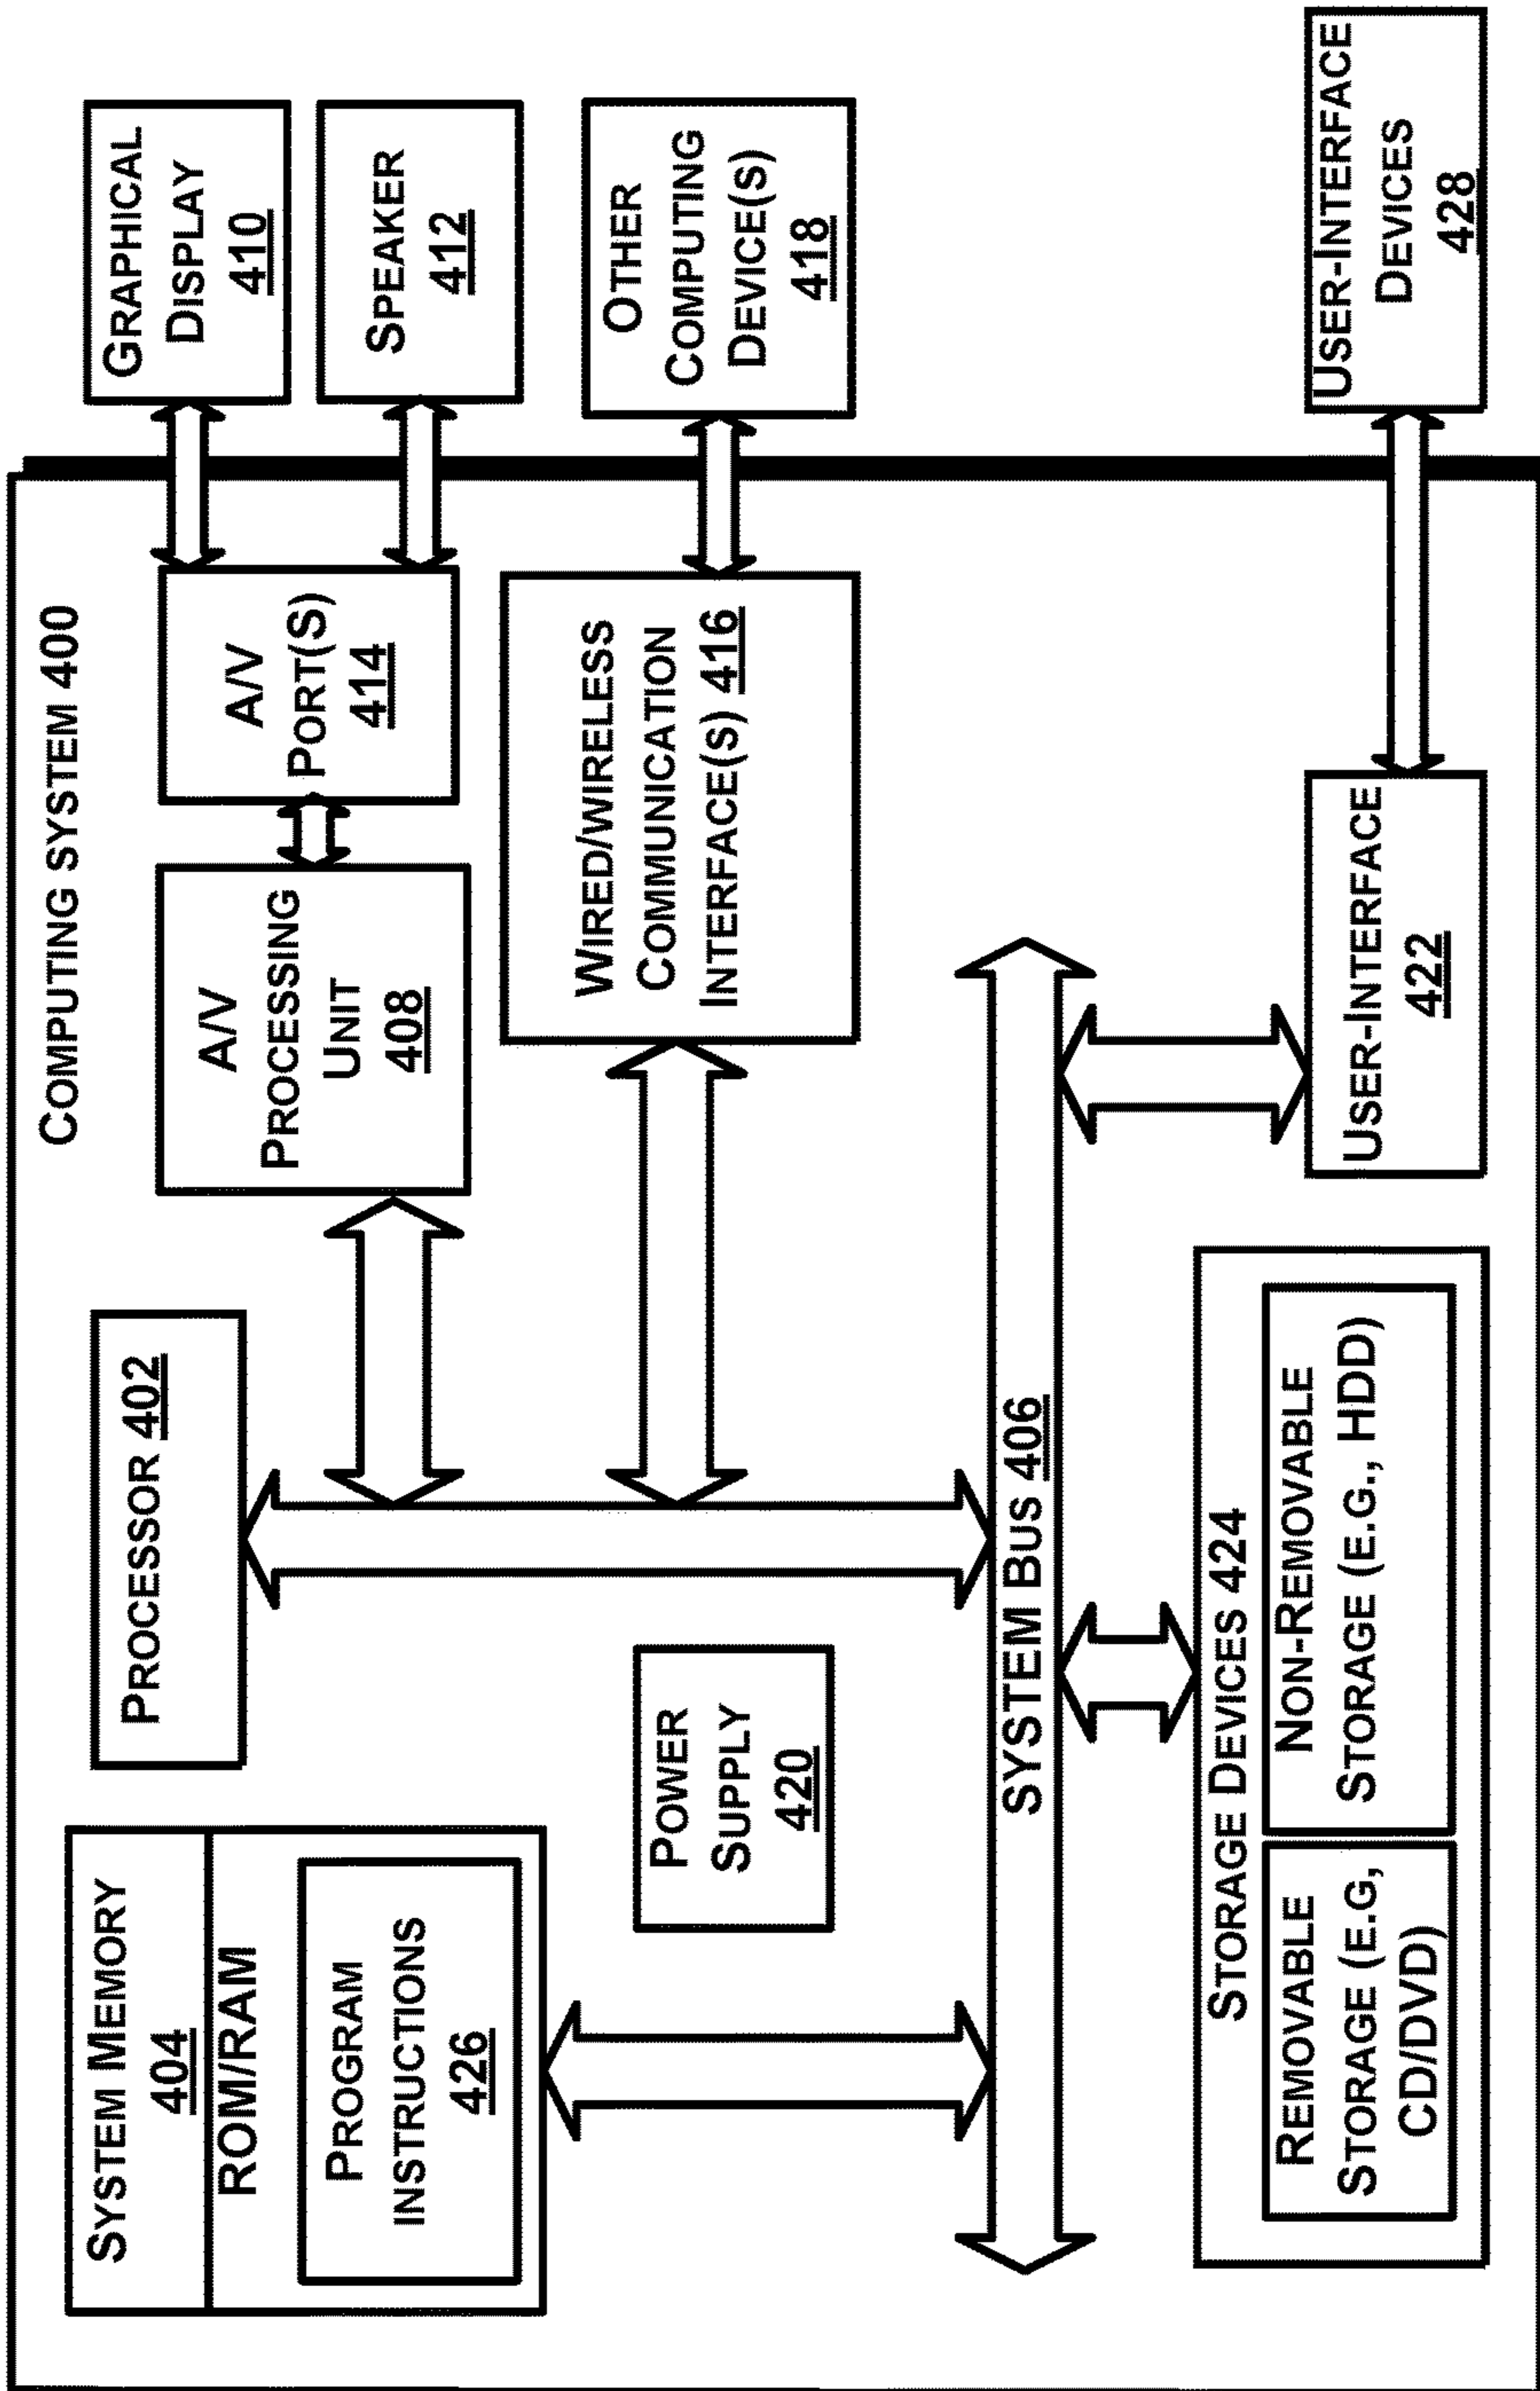 COMPUTING SYSTEM 400
SYSTEM MEMORY
404
ROM/RAM
PROGRAM
INSTRUCTIONS
426
PROCESSOR 402
A/V
PROCESSING
UNIT
408
A/V
PORT(S)
414
GRAPHICAL
DISPLAY
410
SPEAKER
412
POWER
SUPPLY
420
WIRED/WIRELESS
COMMUNICATION
INTERFACE(S) 416
OTHER
COMPUTING
DEVICE(S)
418
SYSTEM BUS 406
STORAGE DEVICES 424
REMOVABLE
STORAGE (E.G,
CD/DVD)
NON-REMOVABLE
STORAGE (E.G., HDD)
USER-INTERFACE
422
USER-INTERFACE
DEVICES
428